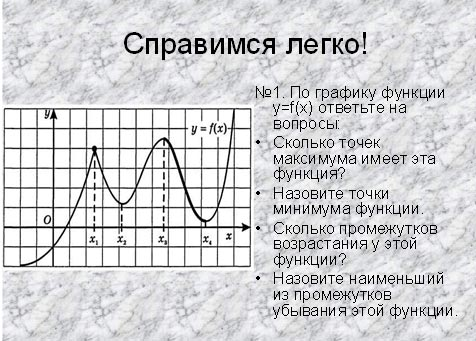 Справимся легко!
№1. По графику функции
y=f(x) ответьте на
вопросы:
• Сколько точек
максимума имеет эта
функция?
• Назовите точки
минимума функции.
• Сколько промежутков
возрастания у этой
функции?
• Назовите наименьший
из промежутков
убывания этой функции.
y
y = f(x)
O x₁ x₂ x₃ x₄ x